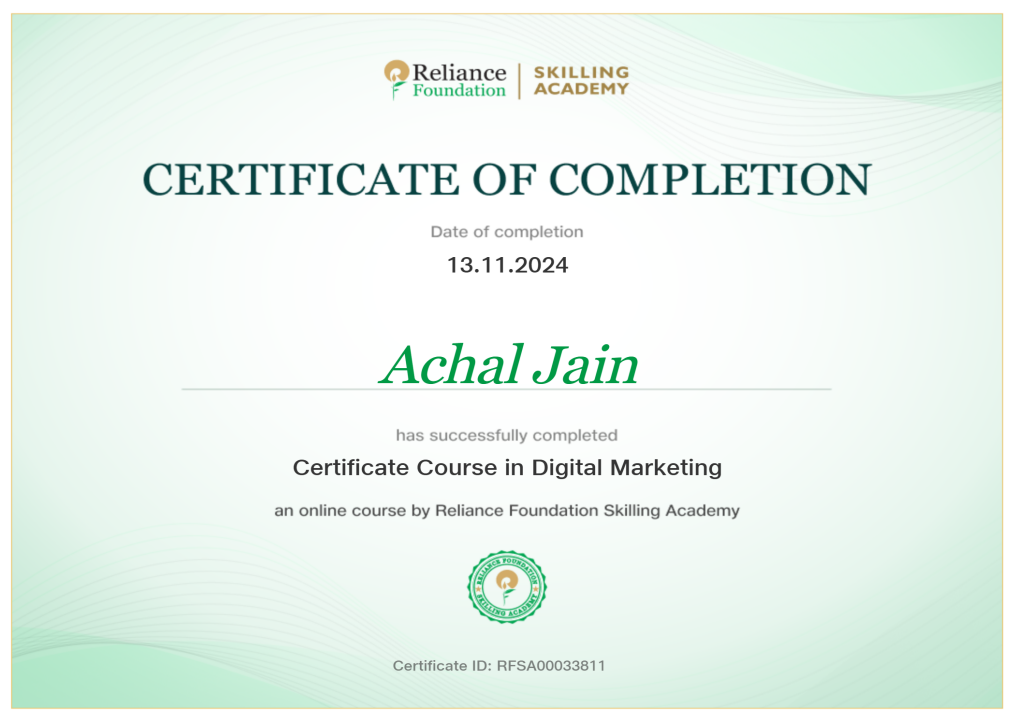 Reliance Foundation | SKILLING ACADEMY
CERTIFICATE OF COMPLETION
Date of completion
13.11.2024
Achal Jain
has successfully completed
Certificate Course in Digital Marketing
an online course by Reliance Foundation Skilling Academy
RELIANCE FOUNDATION
SKILLING ACADEMY
Certificate ID: RFSA00033811